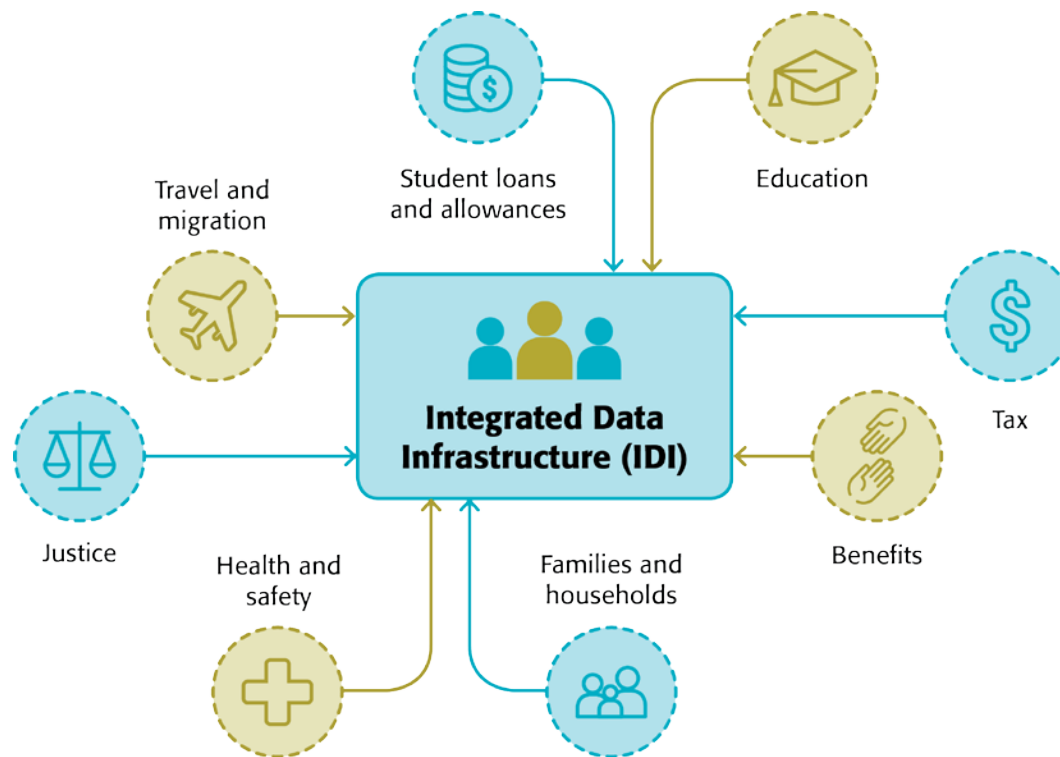 Student loans
and allowances
Education
Travel and
migration
Integrated Data
Infrastructure (IDI)
$
$
Tax
Justice
Benefits
Health and
safety
Families and
households